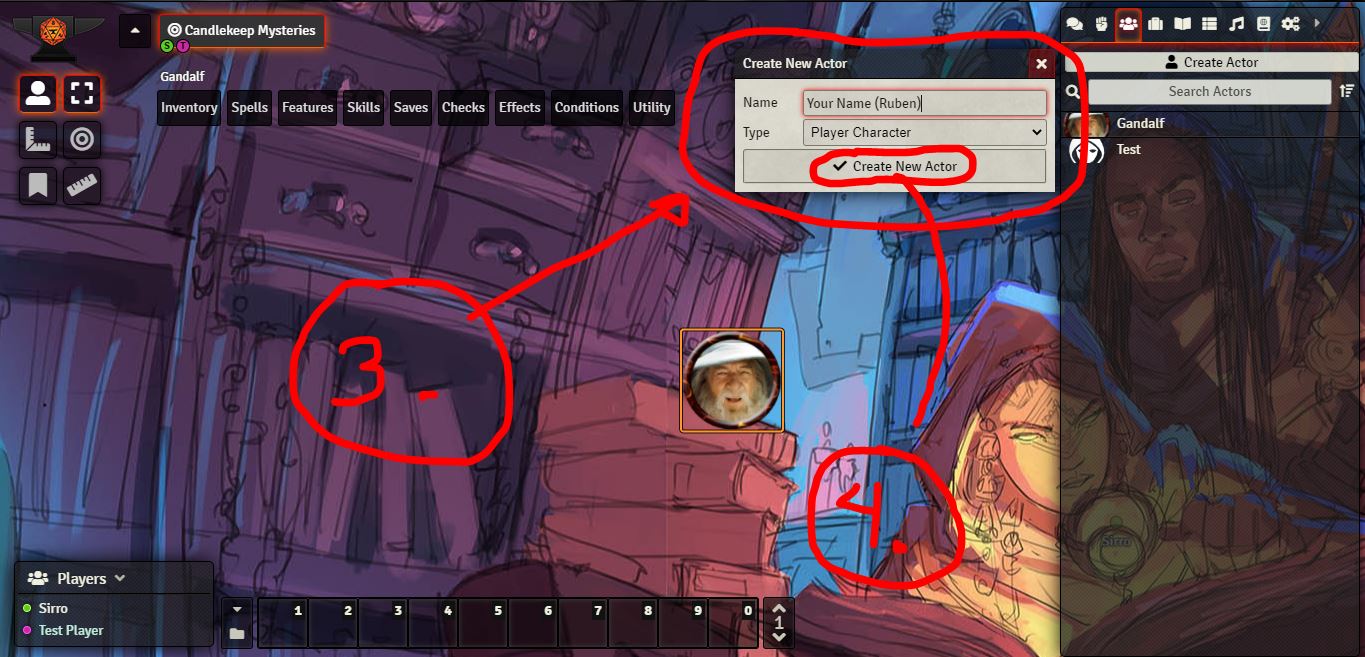 Candlekeep Mysteries
S T
Gandalf
Inventory Spells Features Skills Saves Checks Effects Conditions Utility
Create New Actor
Name Your Name (Ruben)
Type Player Character
Create New Actor
Create Actor
Search Actors
Gandalf
Test
3.
4.
Sirro
Players
Sirro
Test Player
1 2 3 4 5 6 7 8 9 0
1